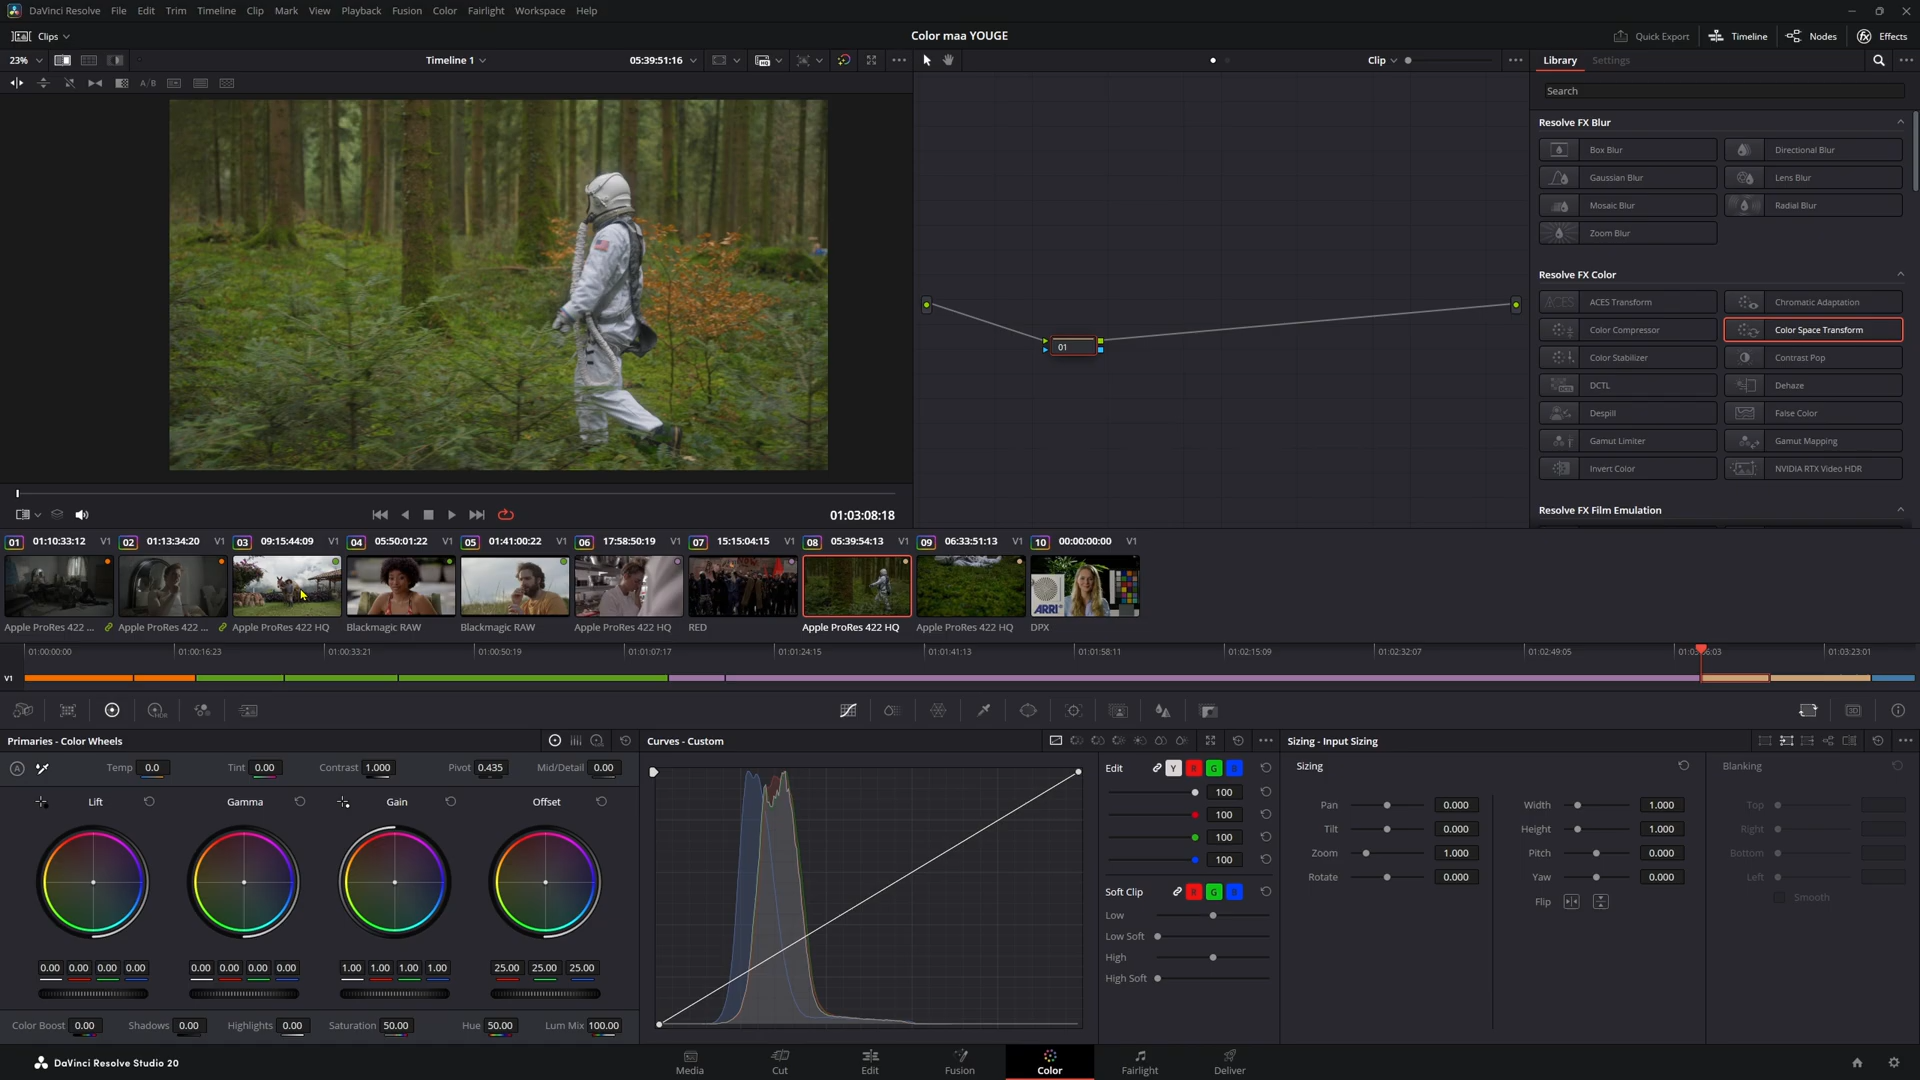 DaVinci Resolve File Edit Trim Timeline Clip Mark View Playback Fusion Color Fairlight Workspace Help
Clips Color maa YOUGE Quick Export Timeline Nodes Effects
23% Timeline 1 05:39:51:16 Clip Library Settings
A/B
Search
Resolve FX Blur
Box Blur Directional Blur
Gaussian Blur Lens Blur
Mosaic Blur Radial Blur
Zoom Blur
Resolve FX Color
ACES ACES Transform Chromatic Adaptation
Color Compressor Color Space Transform
Color Stabilizer Contrast Pop
DCTL Dehaze
Despill False Color
Gamut Limiter Gamut Mapping
Invert Color NVIDIA RTX Video HDR
Resolve FX Film Emulation
01
01:03:08:18
01 01:10:33:12 V1 02 01:13:34:20 V1 03 09:15:44:09 V1 04 05:50:01:22 V1 05 01:41:00:22 V1 06 17:58:50:19 V1 07 15:15:04:15 V1 08 05:39:54:13 V1 09 06:33:51:13 V1 10 00:00:00:00 V1
ARRI
Apple ProRes 422 ... Apple ProRes 422 ... Apple ProRes 422 HQ Blackmagic RAW Blackmagic RAW Apple ProRes 422 HQ RED Apple ProRes 422 HQ Apple ProRes 422 HQ DPX
01:00:00:00 01:00:16:23 01:00:33:21 01:00:50:19 01:01:07:17 01:01:24:15 01:01:41:13 01:01:58:11 01:02:15:09 01:02:32:07 01:02:49:05 01:03:23:01
V1
HDR 3D
Primaries - Color Wheels Curves - Custom Sizing - Input Sizing
A Temp 0.0 Tint 0.00 Contrast 1.000 Pivot 0.435 Mid/Detail 0.00
Lift Gamma Gain Offset
0.00 0.00 0.00 0.00 0.00 0.00 0.00 0.00 1.00 1.00 1.00 1.00 25.00 25.00 25.00
Color Boost 0.00 Shadows 0.00 Highlights 0.00 Saturation 50.00 Hue 50.00 Lum Mix 100.00
Edit Y R G B
100
100
100
100
Soft Clip R G B
Low
Low Soft
High
High Soft
Sizing Blanking
Pan 0.000 Width 1.000 Top
Tilt 0.000 Height 1.000 Right
Zoom 1.000 Pitch 0.000 Bottom
Rotate 0.000 Yaw 0.000 Left
Flip Smooth
DaVinci Resolve Studio 20 Media Cut Edit Fusion Color Fairlight Deliver